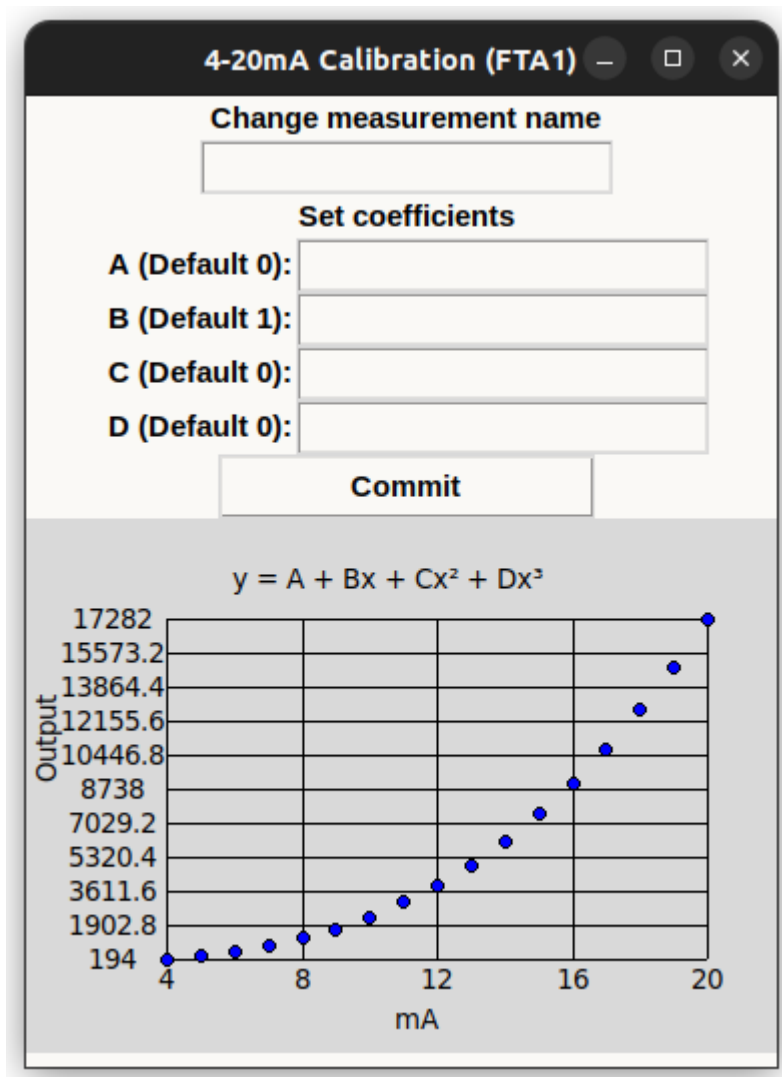 4-20mA Calibration (FTA1)
Change measurement name
Set coefficients
A (Default 0):
B (Default 1):
C (Default 0):
D (Default 0):
Commit
y = A + Bx + Cx² + Dx³
17282
15573.2
13864.4
12155.6
10446.8
8738
7029.2
5320.4
3611.6
1902.8
194
Output
4 8 12 16 20
mA